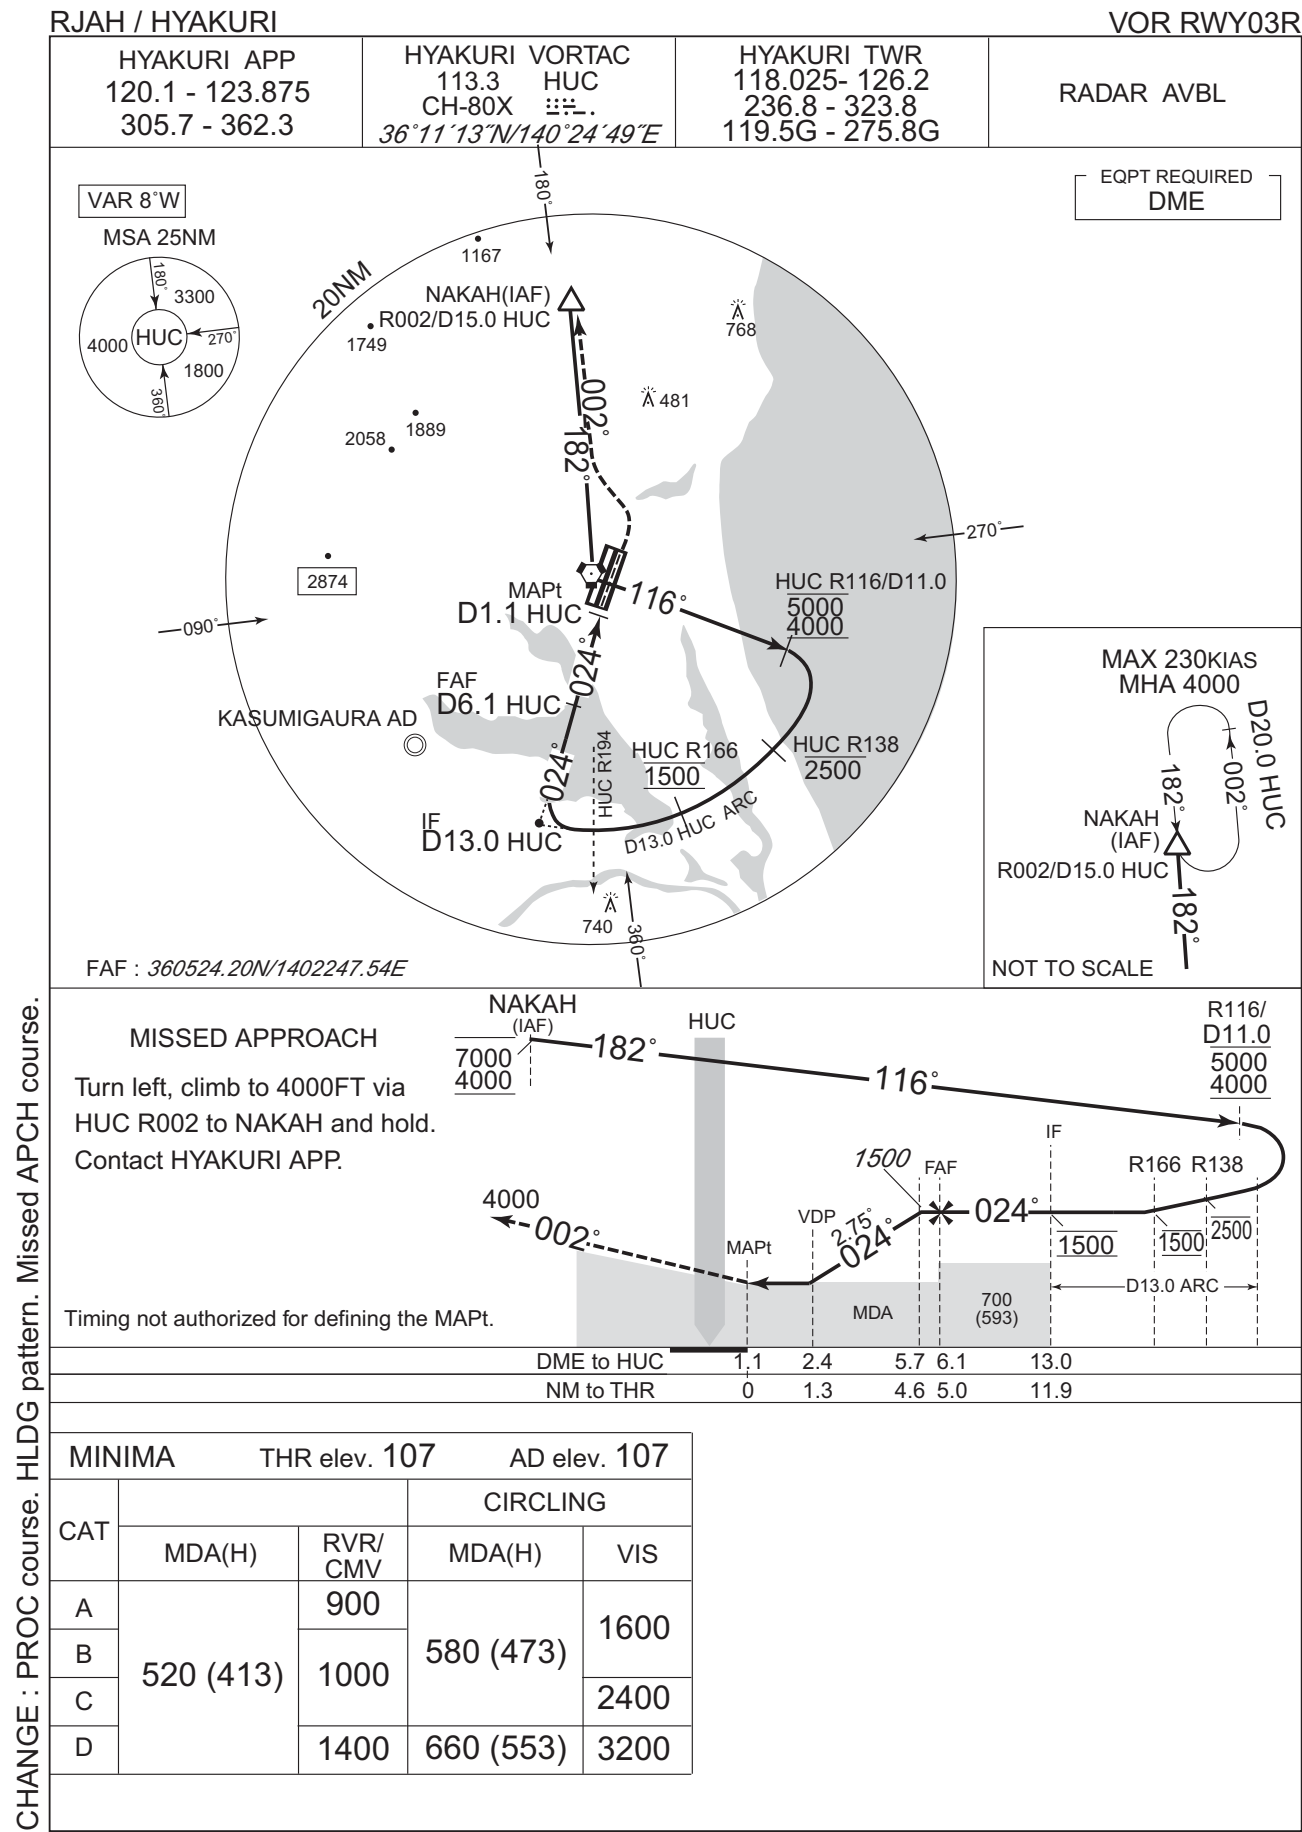 RJAH / HYAKURI
VOR RWY03R
HYAKURI APP
120.1 - 123.875
305.7 - 362.3
HYAKURI VORTAC
113.3 HUC
CH-80X
36°11´13˝N/140°24´49˝E
HYAKURI TWR
118.025- 126.2
236.8 - 323.8
119.5G - 275.8G
RADAR AVBL
VAR 8°W
MSA 25NM
180°
3300
4000
HUC
270°
1800
360°
EQPT REQUIRED
DME
180°
20NM
1167
NAKAH(IAF)
R002/D15.0 HUC
1749
768
481
002°
182°
1889
2058
270°
2874
MAPt
D1.1 HUC
116°
HUC R116/D11.0
5000
4000
090°
024°
FAF
D6.1 HUC
KASUMIGAURA AD
HUC R194
HUC R166
1500
HUC R138
2500
024°
IF
D13.0 HUC
D13.0 HUC ARC
740
360°
FAF : 360524.20N/1402247.54E
MAX 230KIAS
MHA 4000
D20.0 HUC
182°
002°
NAKAH
(IAF)
R002/D15.0 HUC
182°
NOT TO SCALE
MISSED APPROACH
Turn left, climb to 4000FT via
HUC R002 to NAKAH and hold.
Contact HYAKURI APP.
NAKAH
(IAF)
7000
4000
182°
HUC
116°
R116/
D11.0
5000
4000
IF
1500
FAF
R166 R138
4000
002°
VDP
2.75°
024°
024°
1500
1500
2500
MAPt
D13.0 ARC
MDA
700
(593)
Timing not authorized for defining the MAPt.
DME to HUC 1.1 2.4 5.7 6.1 13.0
NM to THR 0 1.3 4.6 5.0 11.9
MINIMA THR elev. 107 AD elev. 107
CAT
CIRCLING
MDA(H)
RVR/
CMV
MDA(H)
VIS
A
B
C
D
520 (413)
900
1000
1400
580 (473)
660 (553)
1600
2400
3200
CHANGE : PROC course. HLDG pattern. Missed APCH course.